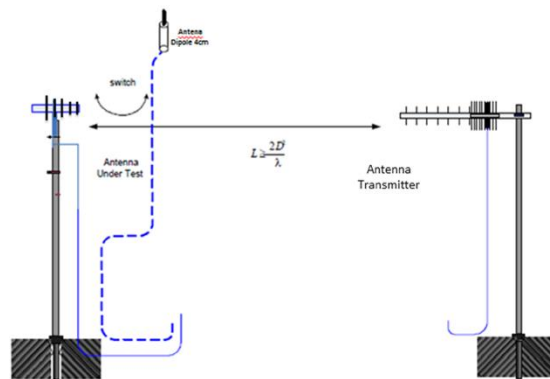 Antena
Dipole 4cm
switch
Antenna
Under Test
L ≥ 2D²/λ
Antenna
Transmitter